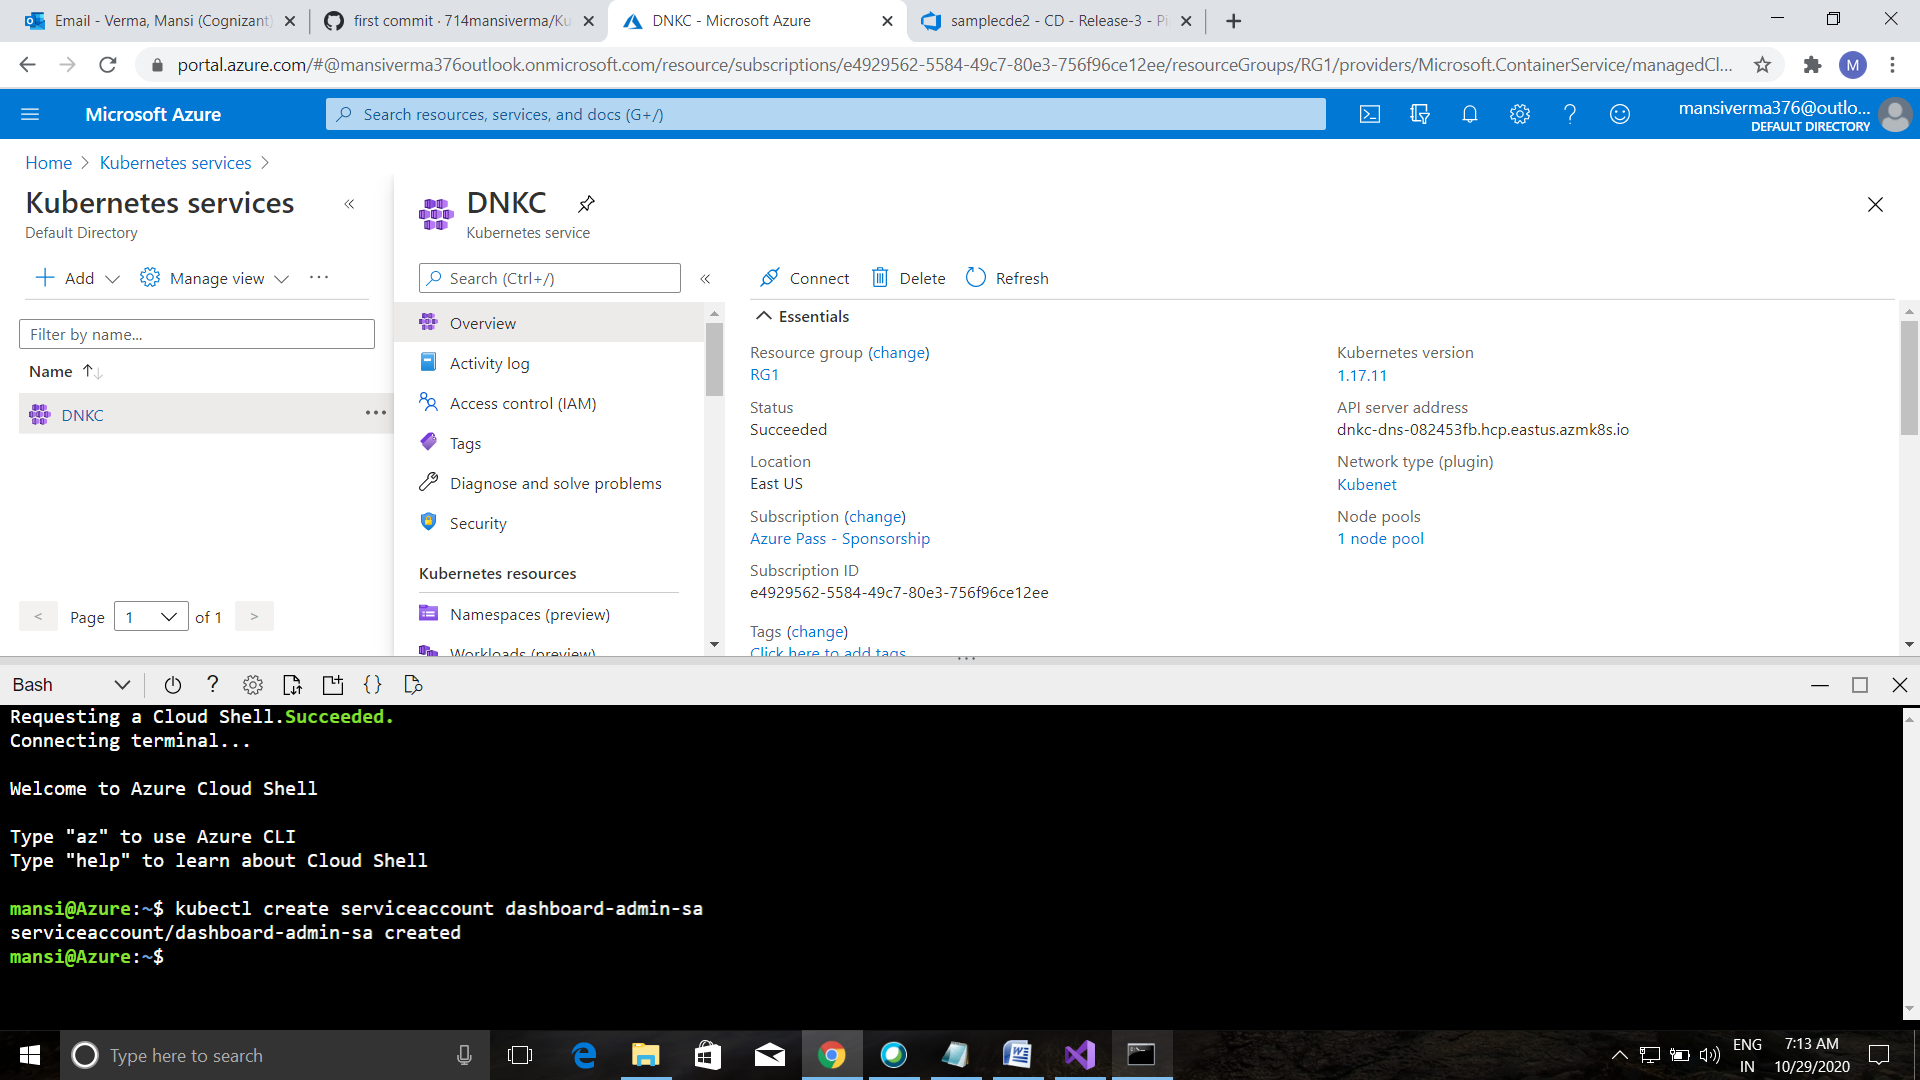 Email - Verma, Mansi (Cognizant)
first commit · 714mansiverma/Ku
DNKC - Microsoft Azure
samplecde2 - CD - Release-3 - Pi
portal.azure.com/#@mansiverma376outlook.onmicrosoft.com/resource/subscriptions/e4929562-5584-49c7-80e3-756f96ce12ee/resourceGroups/RG1/providers/Microsoft.ContainerService/managedCl...
M
Microsoft Azure
Search resources, services, and docs (G+/)
mansiverma376@outlo...
DEFAULT DIRECTORY
Home > Kubernetes services >
Kubernetes services
Default Directory
Add
Manage view
Filter by name...
Name
DNKC
< Page 1 of 1 >
DNKC
Kubernetes service
Search (Ctrl+/)
Overview
Activity log
Access control (IAM)
Tags
Diagnose and solve problems
Security
Kubernetes resources
Namespaces (preview)
Workloads (preview)
Connect
Delete
Refresh
Essentials
Resource group (change)
RG1
Status
Succeeded
Location
East US
Subscription (change)
Azure Pass - Sponsorship
Subscription ID
e4929562-5584-49c7-80e3-756f96ce12ee
Tags (change)
Click here to add tags
Kubernetes version
1.17.11
API server address
dnkc-dns-082453fb.hcp.eastus.azmk8s.io
Network type (plugin)
Kubenet
Node pools
1 node pool
Bash
Requesting a Cloud Shell.Succeeded.
Connecting terminal...
Welcome to Azure Cloud Shell
Type "az" to use Azure CLI
Type "help" to learn about Cloud Shell
mansi@Azure:~$ kubectl create serviceaccount dashboard-admin-sa
serviceaccount/dashboard-admin-sa created
mansi@Azure:~$
Type here to search
ENG
IN
7:13 AM
10/29/2020